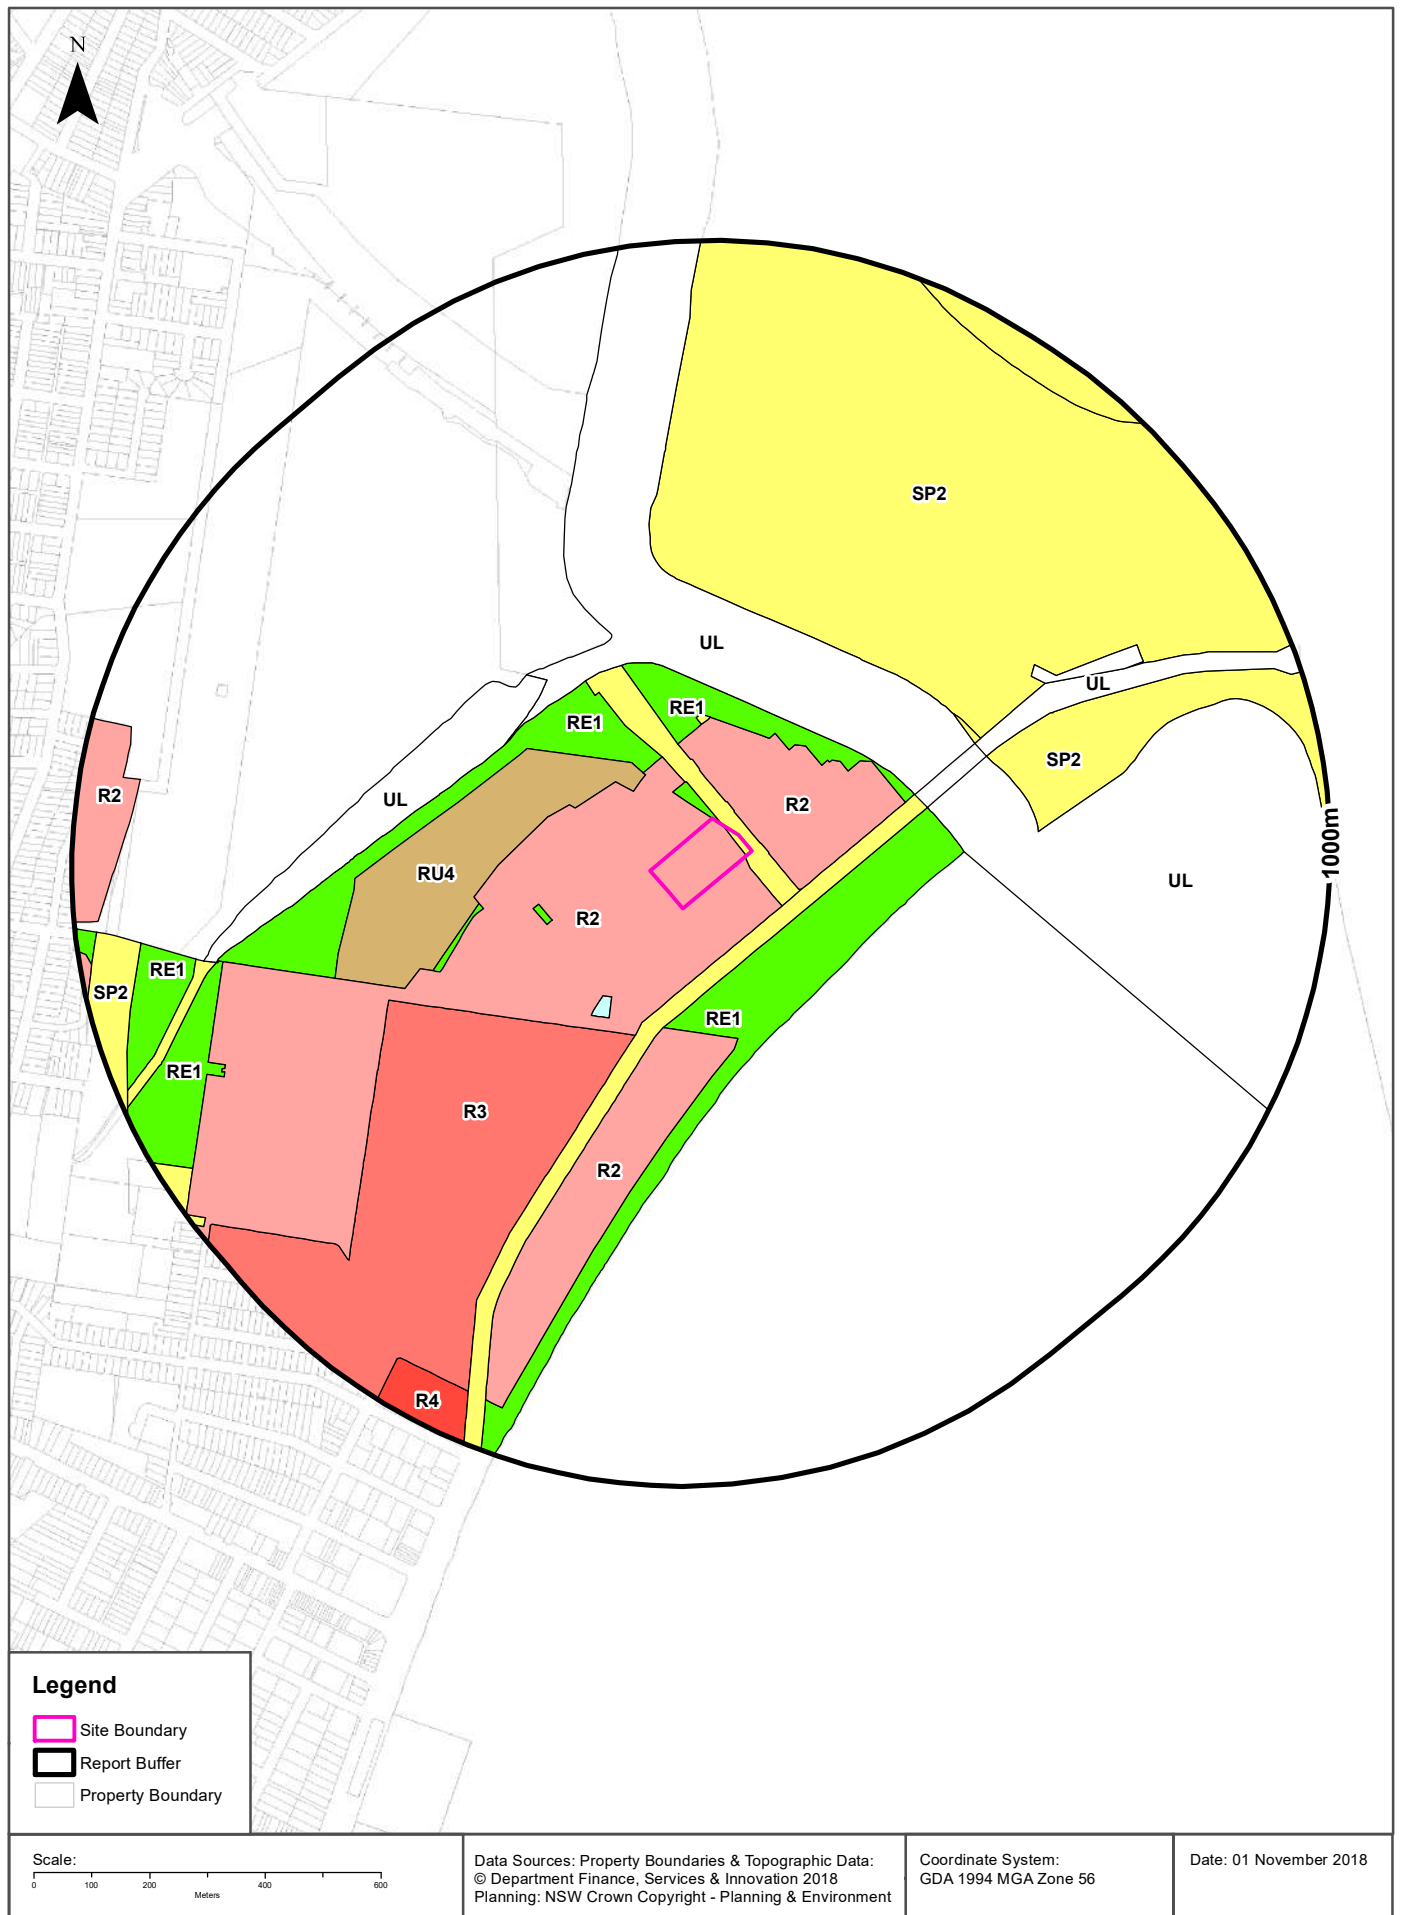 N
SP2
UL
UL
RE1
RE1
SP2
R2
R2
UL
1000m
RU4
UL
R2
RE1
SP2
RE1
RE1
R3
R2
R4
Legend
Site Boundary
Report Buffer
Property Boundary
Scale:
0 100 200 400 600
Meters
Data Sources: Property Boundaries & Topographic Data:
© Department Finance, Services & Innovation 2018
Planning: NSW Crown Copyright - Planning & Environment
Coordinate System:
GDA 1994 MGA Zone 56
Date: 01 November 2018